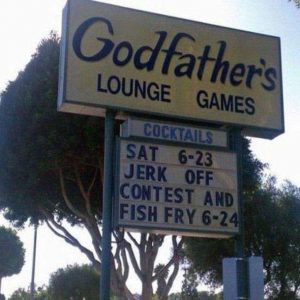 Godfather's
LOUNGE GAMES
COCKTAILS
SAT 6-23
JERK OFF
CONTEST AND
FISH FRY 6-24